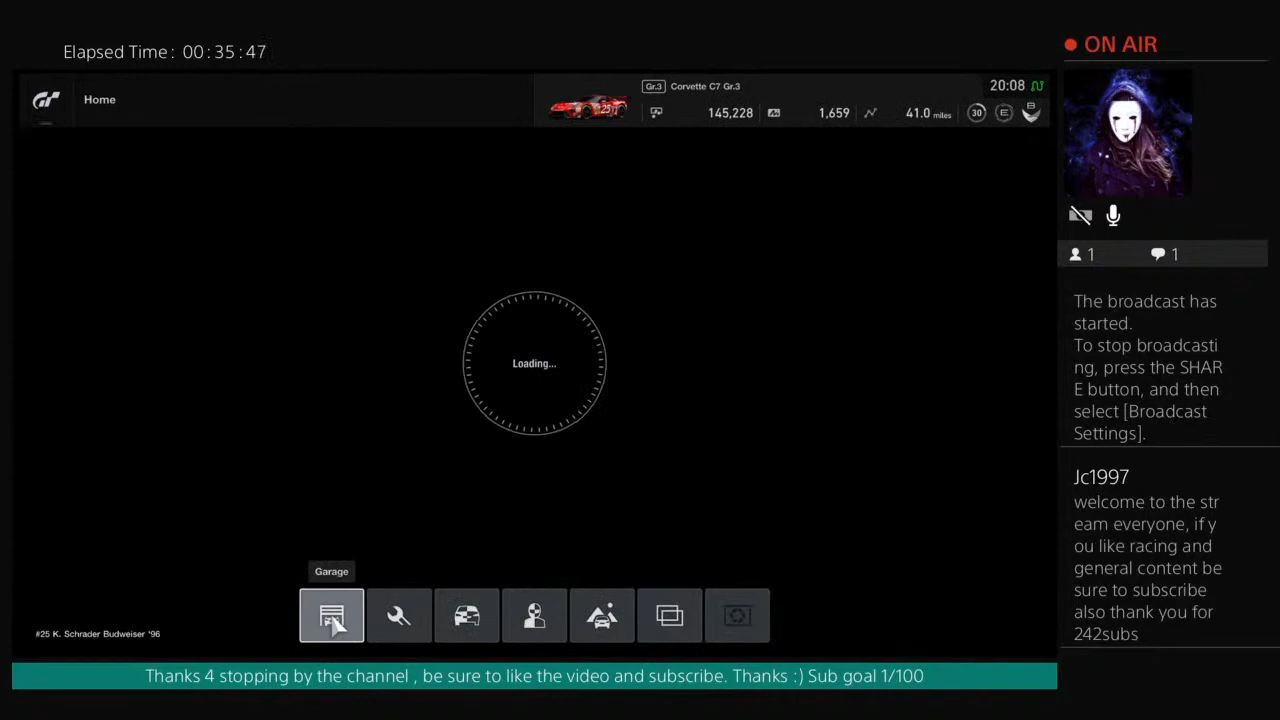 Elapsed Time: 00:35:47
ON AIR
GT
Home
Gr.3 Corvette C7 Gr.3
20:08
145,228 1,659 41.0 miles 30 E B
1 1
The broadcast has
started.
To stop broadcasti
ng, press the SHAR
E button, and then
select [Broadcast
Settings].
Loading...
Jc1997
welcome to the str
eam everyone, if y
ou like racing and
general content be
sure to subscribe
also thank you for
242subs
Garage
#25 K. Schrader Budweiser '96
Thanks 4 stopping by the channel , be sure to like the video and subscribe. Thanks :) Sub goal 1/100